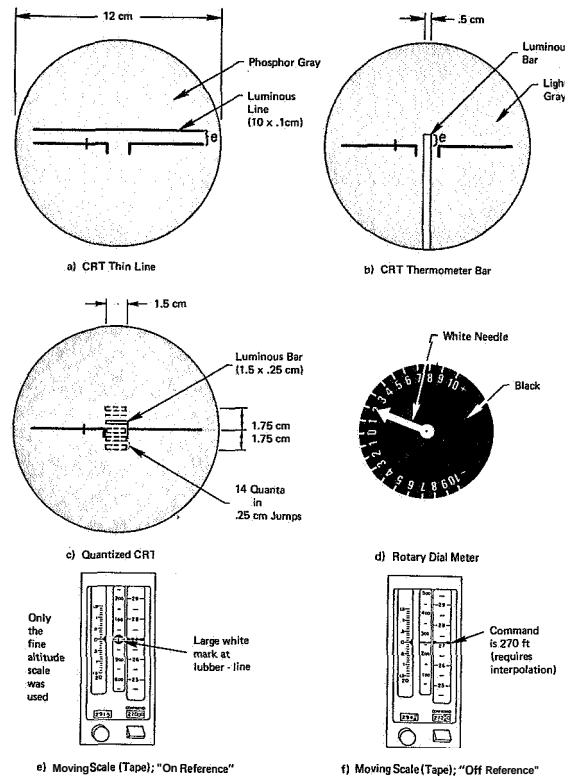 12 cm
Phosphor Gray
Luminous
Line
(10 x .1cm)
e
a) CRT Thin Line
.5 cm
Luminou
Bar
Ligh
Gray
e
b) CRT Thermometer Bar
1.5 cm
Luminous Bar
(1.5 x .25 cm)
1.75 cm
1.75 cm
14 Quanta
in
.25 cm Jumps
c) Quantized CRT
White Needle
Black
d) Rotary Dial Meter
Only
the
fine
altitude
scale
was
used
Large white
mark at
lubber - line
e) Moving Scale (Tape); "On Reference"
Command
is 270 ft
(requires
interpolation)
f) Moving Scale (Tape); "Off Reference"